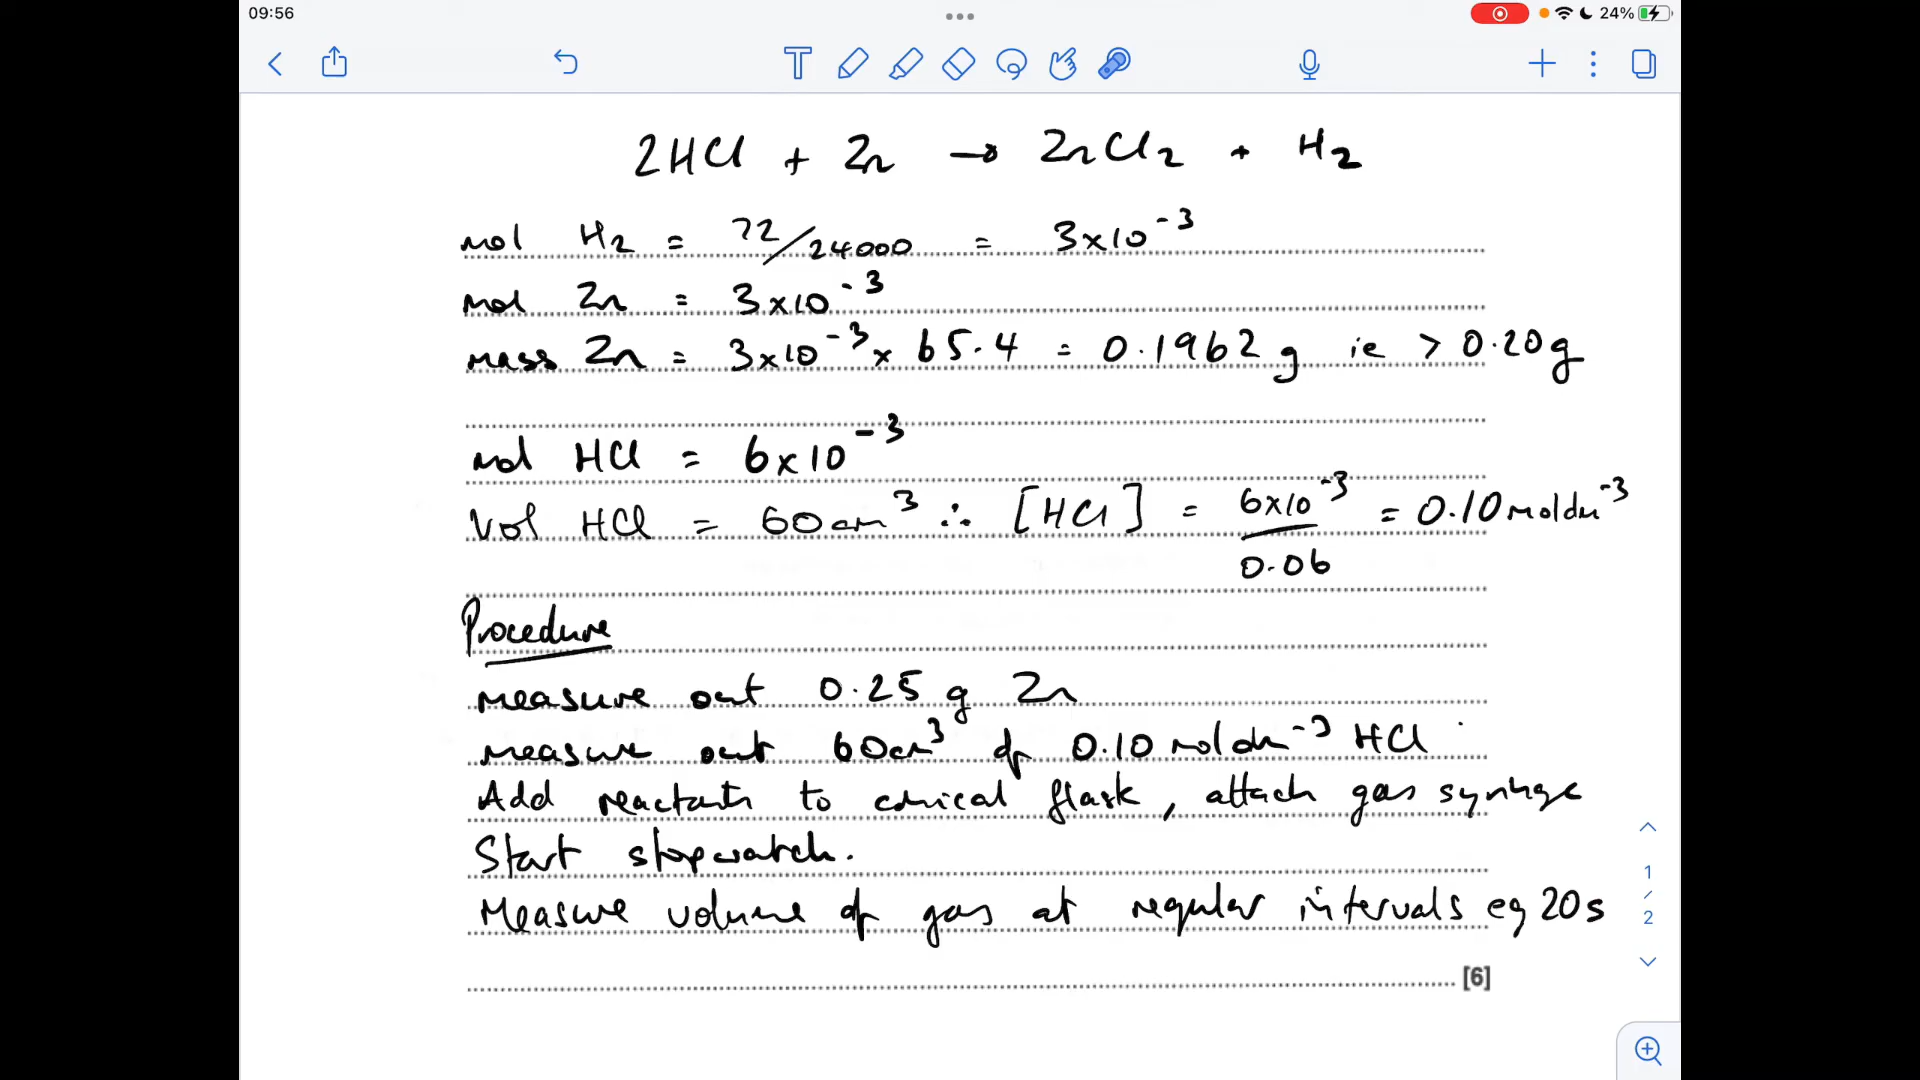 09:56
24%
2HCl + Zn → ZnCl₂ + H₂
mol H₂ = 72/24000 = 3x10⁻³
mol Zn = 3x10⁻³
mass Zn = 3x10⁻³ x 65.4 = 0.1962 g ie > 0.20g
mol HCl = 6x10⁻³
Vol HCl = 60cm³ ∴ [HCl] = 6x10⁻³/0.06 = 0.10 moldm⁻³
Procedure
measure out 0.25 g Zn
measure out 60cm³ of 0.10 moldm⁻³ HCl
Add reactants to conical flask, attach gas syringe
Start stopwatch.
Measure volume of gas at regular intervals eg 20s
[6]
1
/
2